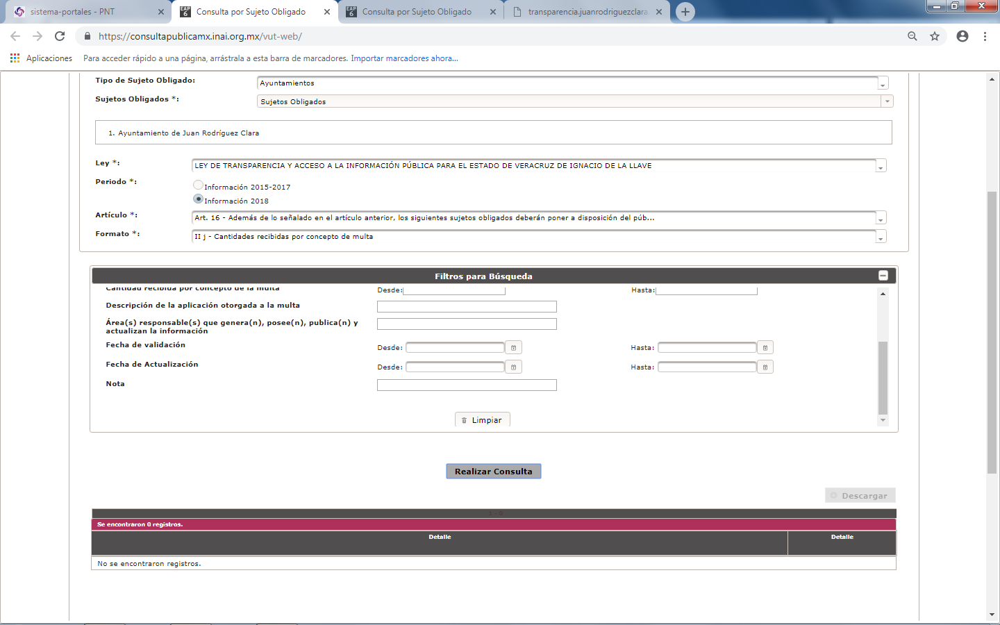 sistema-portales - PNT
Consulta por Sujeto Obligado
Consulta por Sujeto Obligado
transparencia.juanrodriguezclara.
https://consultapublicamx.inai.org.mx/vut-web/
Aplicaciones
Para acceder rápido a una página, arrástrala a esta barra de marcadores. Importar marcadores ahora...
Tipo de Sujeto Obligado:
Ayuntamientos
Sujetos Obligados *:
Sujetos Obligados
1. Ayuntamiento de Juan Rodríguez Clara
Ley *:
LEY DE TRANSPARENCIA Y ACCESO A LA INFORMACIÓN PÚBLICA PARA EL ESTADO DE VERACRUZ DE IGNACIO DE LA LLAVE
Periodo *:
Información 2015-2017
Información 2018
Artículo *:
Art. 16 - Además de lo señalado en el artículo anterior, los siguientes sujetos obligados deberán poner a disposición del púb...
Formato *:
II j - Cantidades recibidas por concepto de multa
Filtros para Búsqueda
Cantidad recibida por concepto de la multa
Desde:
Hasta:
Descripción de la aplicación otorgada a la multa
Área(s) responsable(s) que genera(n), posee(n), publica(n) y
actualizan la información
Fecha de validación
Desde:
Hasta:
Fecha de Actualización
Desde:
Hasta:
Nota
Limpiar
Realizar Consulta
Descargar
Se encontraron 0 registros.
Detalle
Detalle
No se encontraron registros.